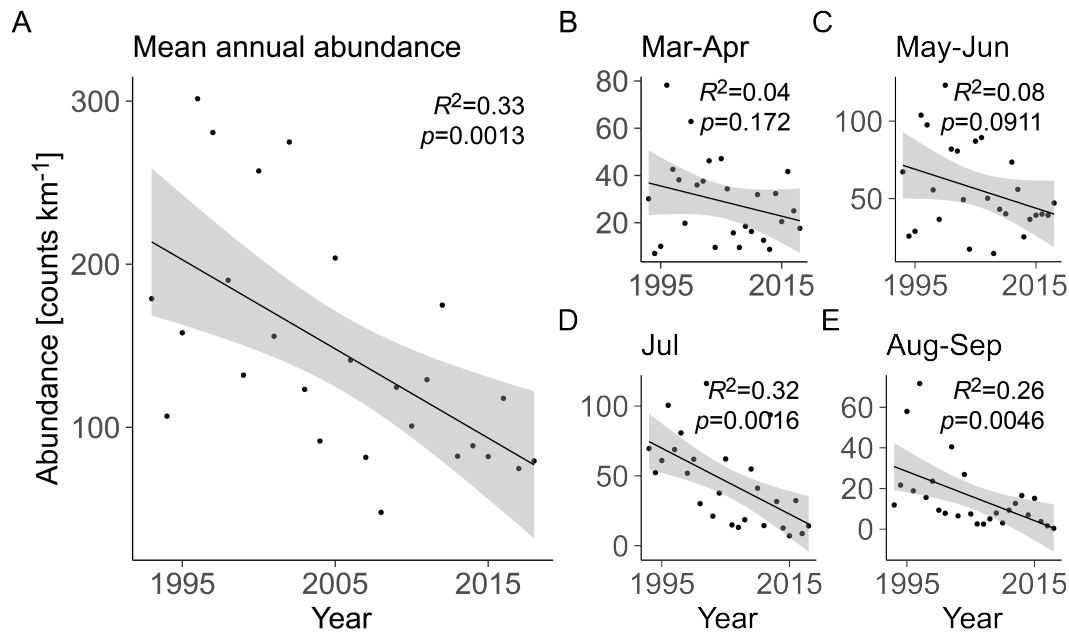 A
Mean annual abundance
R²=0.33
p=0.0013
300
200
100
Abundance [counts km⁻¹]
1995
2005
2015
Year
B
Mar-Apr
R²=0.04
p=0.172
80
60
40
20
1995
2015
C
May-Jun
R²=0.08
p=0.0911
100
50
1995
2015
D
Jul
R²=0.32
p=0.0016
100
50
0
1995
2015
Year
E
Aug-Sep
R²=0.26
p=0.0046
60
40
20
0
1995
2015
Year